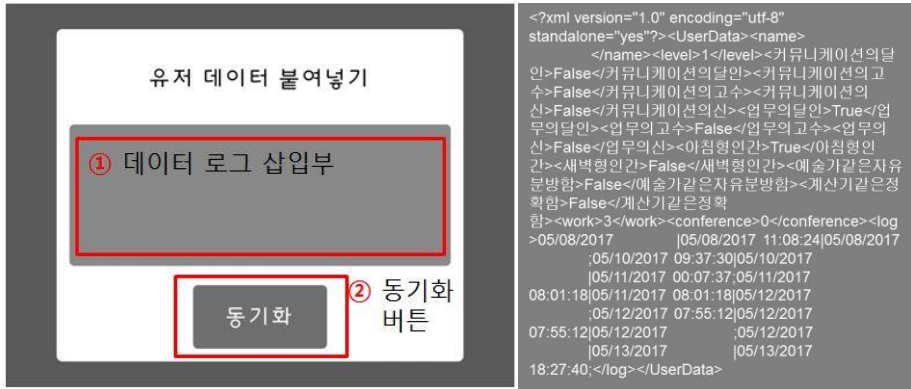 유저 데이터 붙여넣기
① 데이터 로그 삽입부
동기화
② 동기화
버튼
<?xml version="1.0" encoding="utf-8"
standalone="yes"?><UserData><name>
</name><level>1</level><커뮤니케이션의달
인>False</커뮤니케이션의달인><커뮤니케이션의고
수>False</커뮤니케이션의고수><커뮤니케이션의
신>False</커뮤니케이션의신><업무의달인>True</업
무의달인><업무의고수>False</업무의고수><업무의
신>False</업무의신><아침형인간>True</아침형인
간><새벽형인간>False</새벽형인간><예술가같은자유
분방함>False</예술가같은자유분방함><계산기같은정
확함>False</계산기같은정확
함><work>3</work><conference>0</conference><log
>05/08/2017 |05/08/2017 11:08:24|05/08/2017
;05/10/2017 09:37:30|05/10/2017
|05/11/2017 00:07:37;05/11/2017
08:01:18|05/11/2017 08:01:18|05/12/2017
;05/12/2017 07:55:12|05/12/2017
07:55:12|05/12/2017 ;05/12/2017
|05/13/2017 |05/13/2017
18:27:40;</log></UserData>